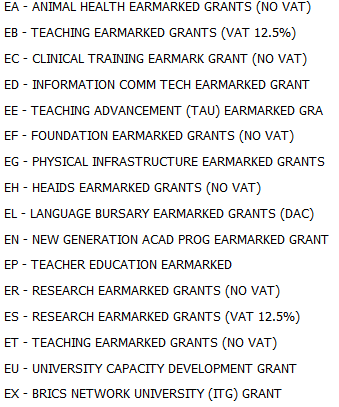 EA - ANIMAL HEALTH EARMARKED GRANTS (NO VAT)
EB - TEACHING EARMARKED GRANTS (VAT 12.5%)
EC - CLINICAL TRAINING EARMARK GRANT (NO VAT)
ED - INFORMATION COMM TECH EARMARKED GRANT
EE - TEACHING ADVANCEMENT (TAU) EARMARKED GRA
EF - FOUNDATION EARMARKED GRANTS (NO VAT)
EG - PHYSICAL INFRASTRUCTURE EARMARKED GRANTS
EH - HEAIDS EARMARKED GRANTS (NO VAT)
EL - LANGUAGE BURSARY EARMARKED GRANTS (DAC)
EN - NEW GENERATION ACAD PROG EARMARKED GRANT
EP - TEACHER EDUCATION EARMARKED
ER - RESEARCH EARMARKED GRANTS (NO VAT)
ES - RESEARCH EARMARKED GRANTS (VAT 12.5%)
ET - TEACHING EARMARKED GRANTS (NO VAT)
EU - UNIVERSITY CAPACITY DEVELOPMENT GRANT
EX - BRICS NETWORK UNIVERSITY (ITG) GRANT